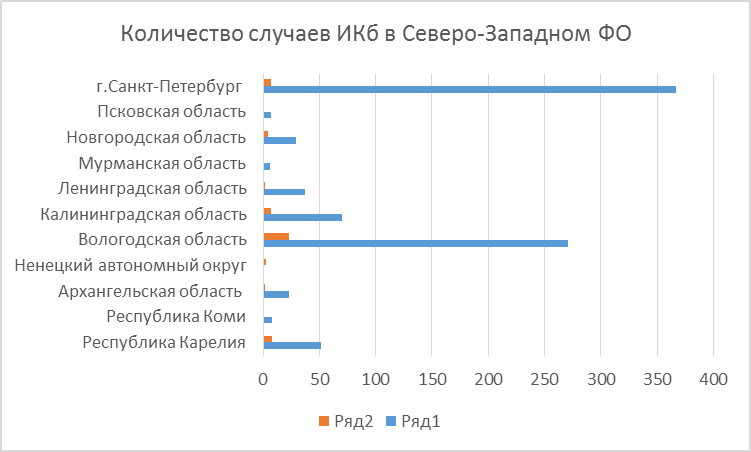 Количество случаев ИКб в Северо-Западном ФО
г.Санкт-Петербург
Псковская область
Новгородская область
Мурманская область
Ленинградская область
Калининградская область
Вологодская область
Ненецкий автономный округ
Архангельская область
Республика Коми
Республика Карелия
0 50 100 150 200 250 300 350 400
Ряд2 Ряд1